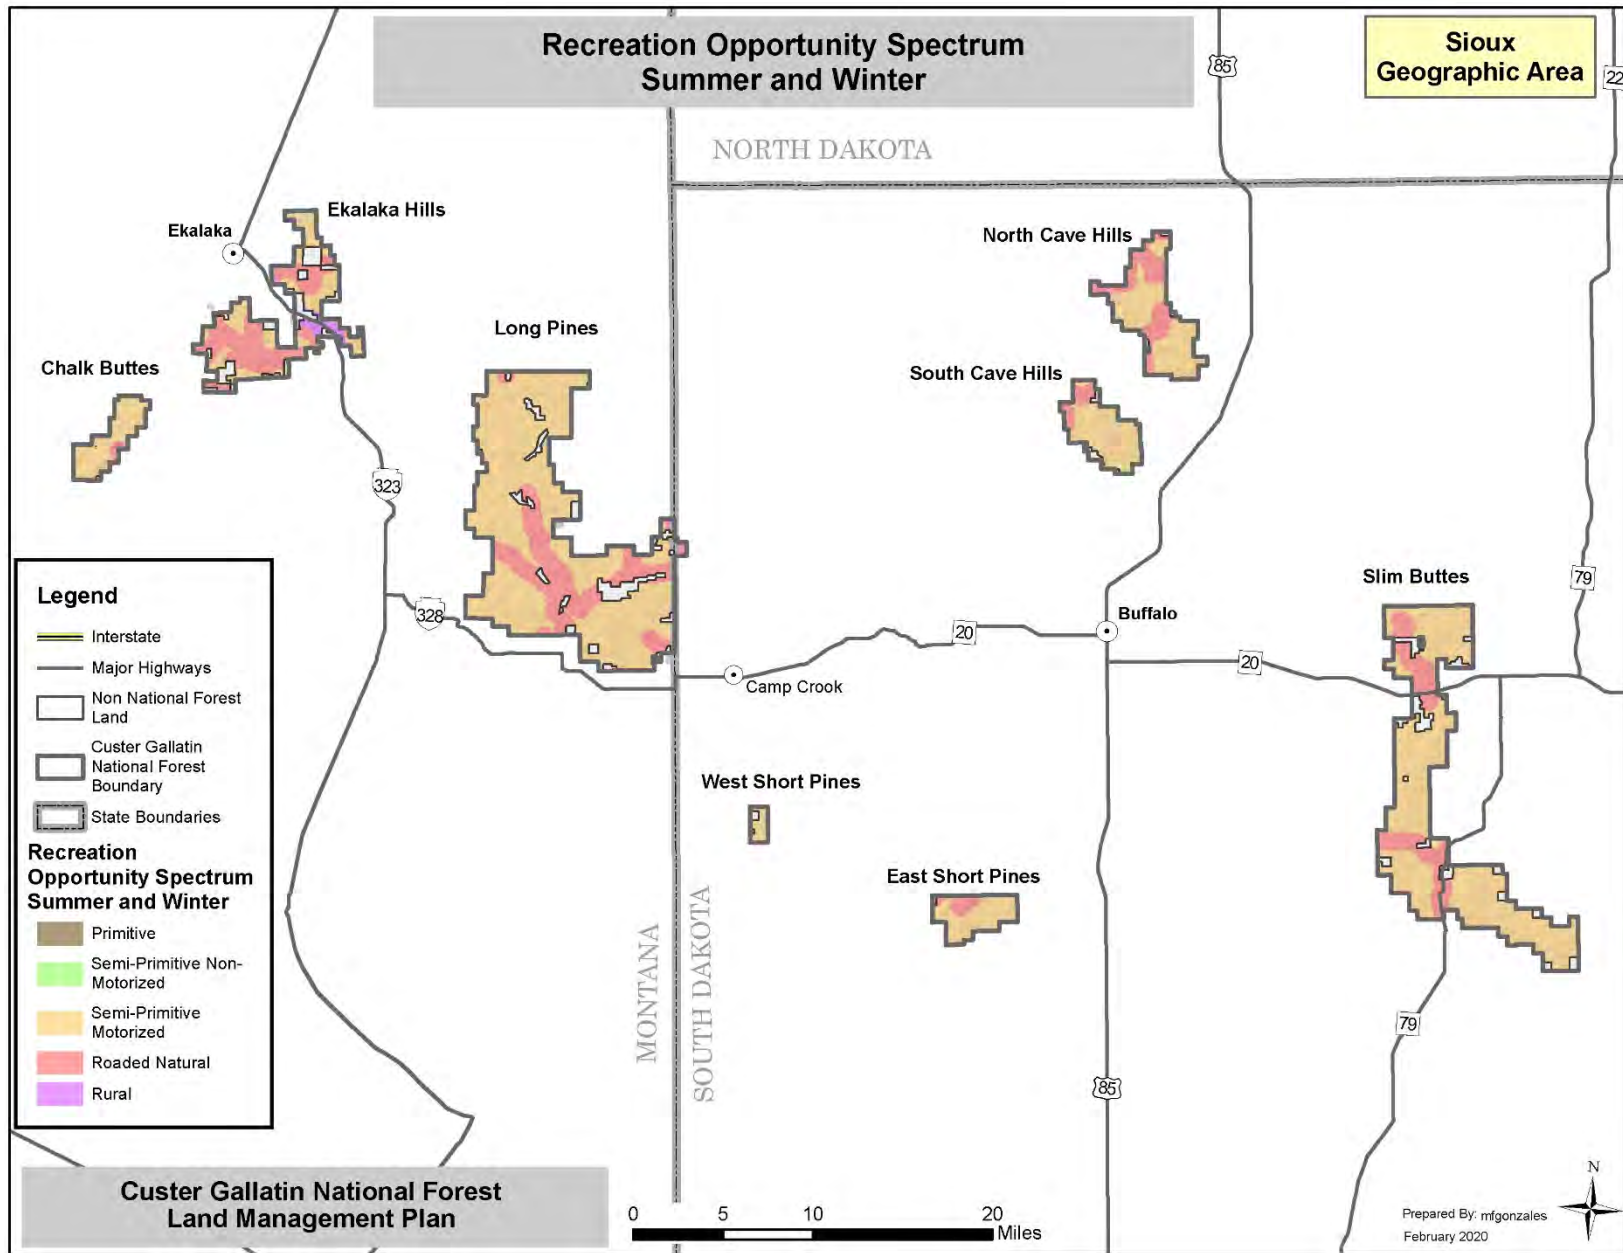 Recreation Opportunity Spectrum
Summer and Winter
Sioux
Geographic Area
85
22
NORTH DAKOTA
Ekalaka Hills
Ekalaka
North Cave Hills
Long Pines
Chalk Buttes
South Cave Hills
323
328
79
Slim Buttes
Buffalo
20
20
Camp Crook
West Short Pines
East Short Pines
MONTANA
SOUTH DAKOTA
79
85
Legend
Interstate
Major Highways
Non National Forest
Land
Custer Gallatin
National Forest
Boundary
State Boundaries
Recreation
Opportunity Spectrum
Summer and Winter
Primitive
Semi-Primitive Non-
Motorized
Semi-Primitive
Motorized
Roaded Natural
Rural
Custer Gallatin National Forest
Land Management Plan
0 5 10 20
Miles
N
Prepared By: mfgonzales
February 2020